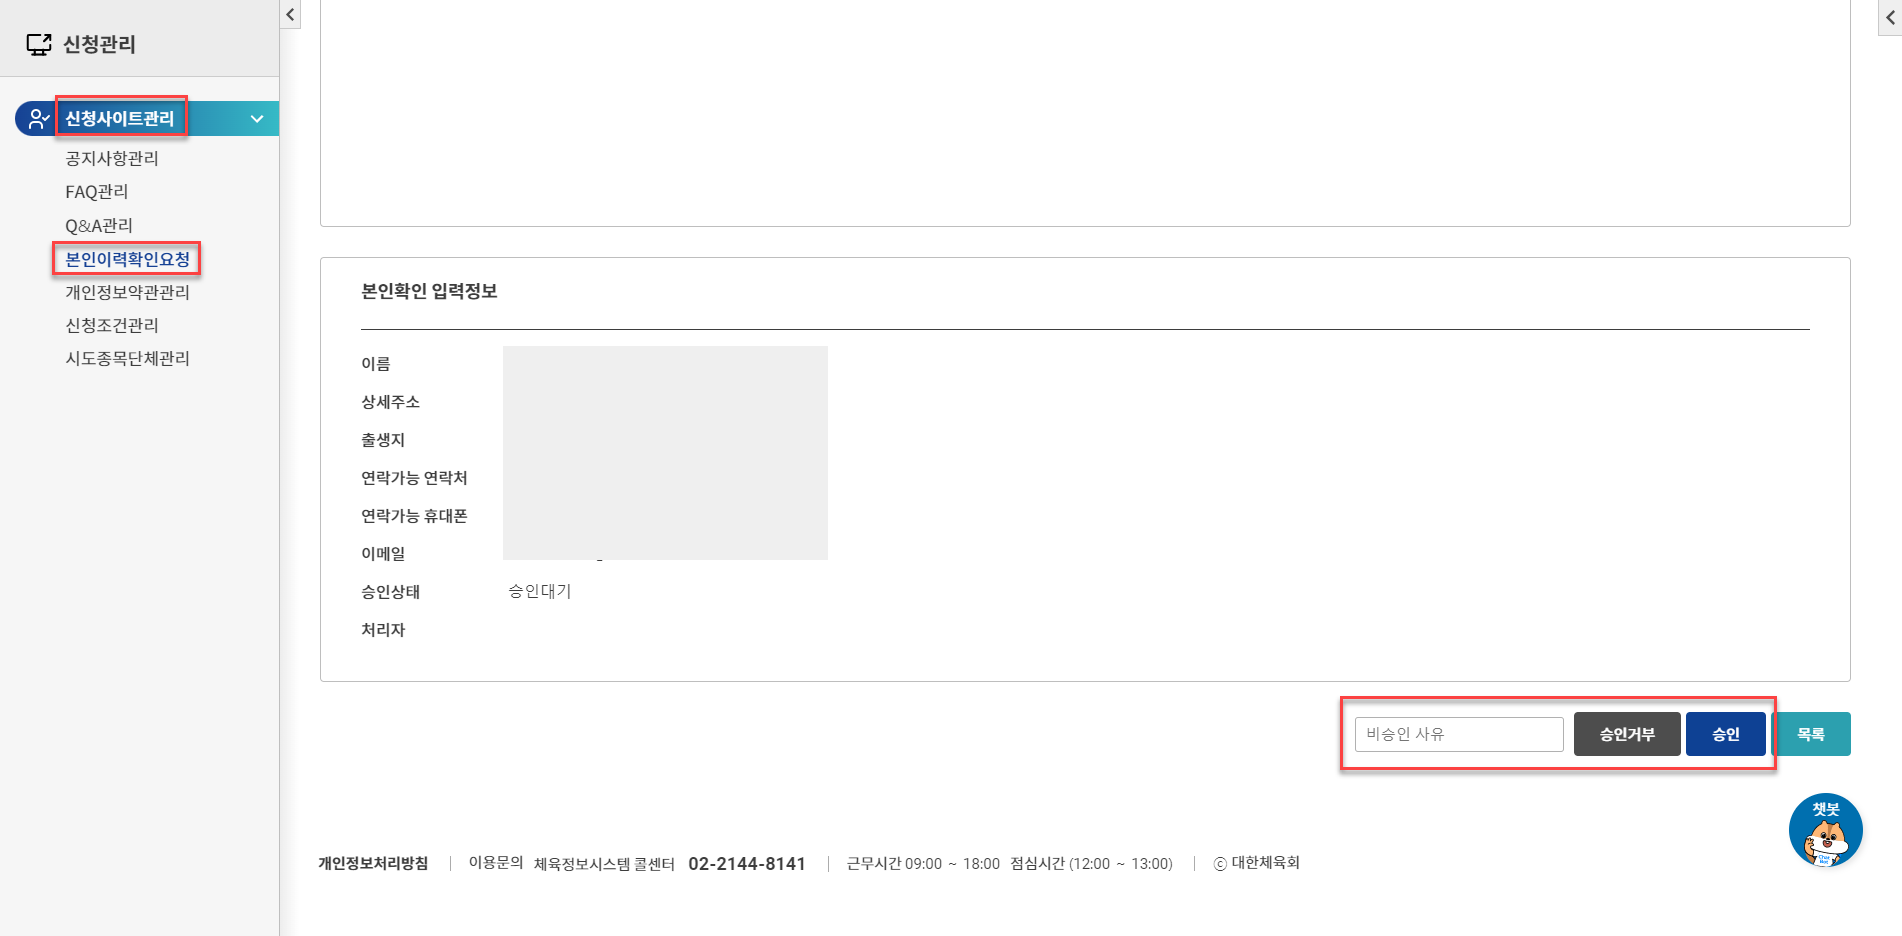 신청관리
신청사이트관리
공지사항관리
FAQ관리
Q&A관리
본인이력확인요청
개인정보약관관리
신청조건관리
시도종목단체관리
본인확인 입력정보
이름
상세주소
출생지
연락가능 연락처
연락가능 휴대폰
이메일
승인상태 승인대기
처리자
비승인 사유 승인거부 승인 목록
챗봇
Chat
Bot
개인정보처리방침 | 이용문의 체육정보시스템 콜센터 02-2144-8141 | 근무시간 09:00 ~ 18:00 점심시간 (12:00 ~ 13:00) | ⓒ 대한체육회